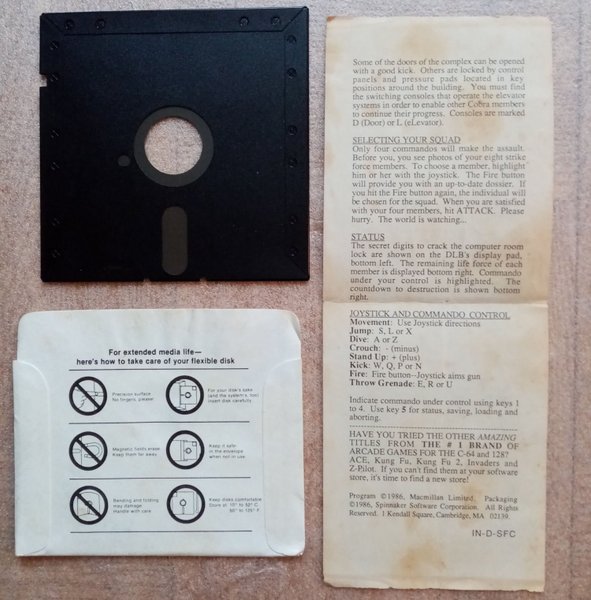 Some of the doors of the complex can be opened
with a good kick. Others are locked by control
panels and pressure pads located in key
positions around the building. You must find
the switching consoles that operate the elevator
systems in order to enable other Cobra members
to continue their progress. Consoles are marked
D (Door) or L (eLevator).
SELECTING YOUR SQUAD
Only four commandos will make the assault.
Before you, you see photos of your eight strike
force members. To choose a member, highlight
him or her with the joystick. The Fire button
will provide you with an up-to-date dossier. If
you hit the Fire Button again, the individual will
be chosen for the squad. When you are satisfied
with your four members, hit ATTACK. Please
hurry. The world is watching...
STATUS
The secret digits to crack the computer room
lock are shown on the DLB's display pad,
bottom left. The remaining life force of each
member is displayed bottom right. Commando
under your control is highlighted. The
countdown to destruction is shown bottom
right.
JOYSTICK AND COMMANDO CONTROL
Movement: Use Joystick directions
Jump: S, L or X
Dive: A or Z
Crouch: - (minus)
Stand Up: + (plus)
Kick: W, Q, P or N
Fire: Fire button--Joystick aims gun
Throw Grenade: E, R or U
Indicate commando under control using keys 1
to 4. Use key 5 for status, saving, loading and
aborting.
HAVE YOU TRIED THE OTHER AMAZING
TITLES FROM THE # 1 BRAND OF
ARCADE GAMES FOR THE C-64 and 128?
ACE, Kung Fu, Kung Fu 2, Invaders and
Z-Pilot. If you can't find them at your software
store, it's time to find a new store!
Program ©1986, Macmillan Limited. Packaging
©1986, Spinnaker Software Corporation. All Rights
Reserved. 1 Kendall Square, Cambridge, MA 02139.
IN-D-SFC
For extended media life—
here's how to take care of your flexible disk
Precision surface
No fingers, please!
For your disk's sake
(and the system's, too)
insert disk carefully
Magnetic fields erase
Keep them far away
Keep it safe
in the envelope
when not in use
Bending and folding
may damage
Handle with care
Keep disks comfortable
Store at 10° to 52° C
50° to 125° F